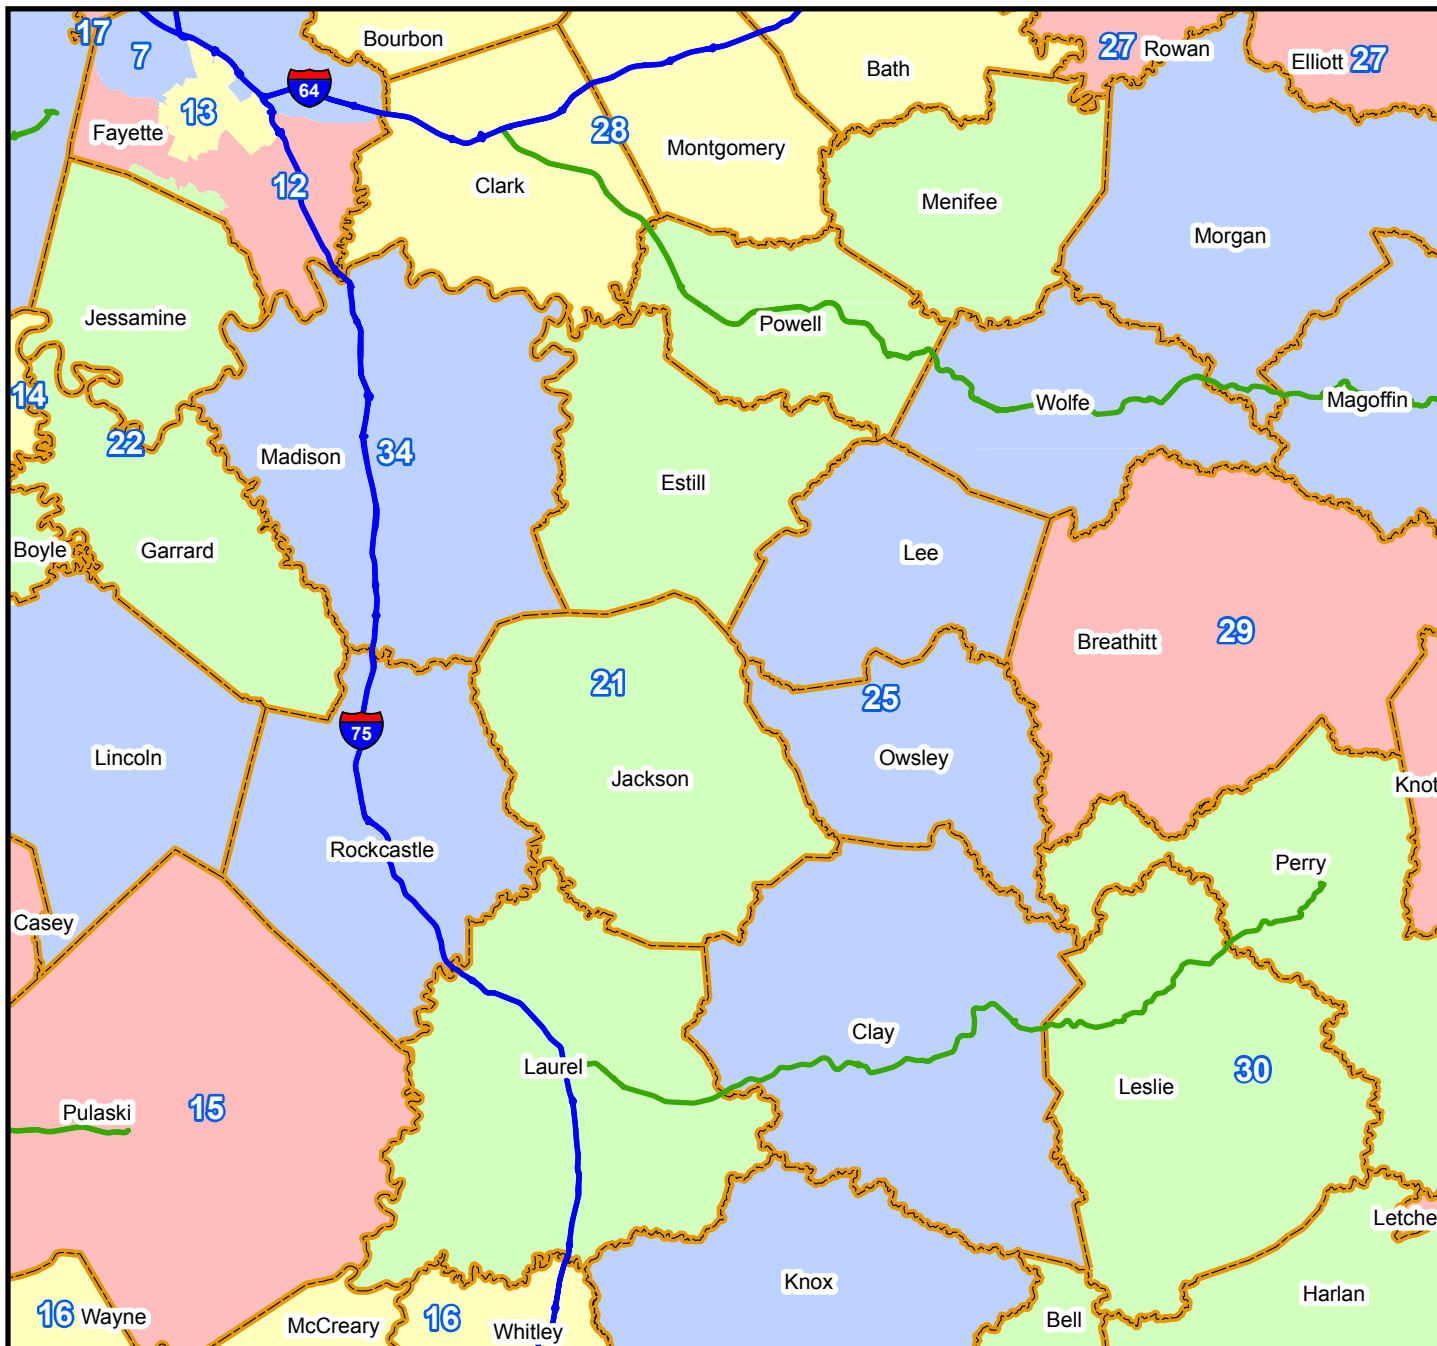 17
7
Bourbon
27
Rowan
Elliott
27
Bath
64
13
Fayette
28
Montgomery
12
Clark
Menifee
Morgan
Jessamine
Powell
14
Wolfe
Magoffin
22
Madison
34
Estill
Boyle
Garrard
Lee
Breathitt
29
21
25
75
Lincoln
Jackson
Owsley
Knot
Rockcastle
Perry
Casey
Clay
Laurel
30
Leslie
Pulaski
15
Letche
Knox
Harlan
16
Wayne
McCreary
16
Whitley
Bell